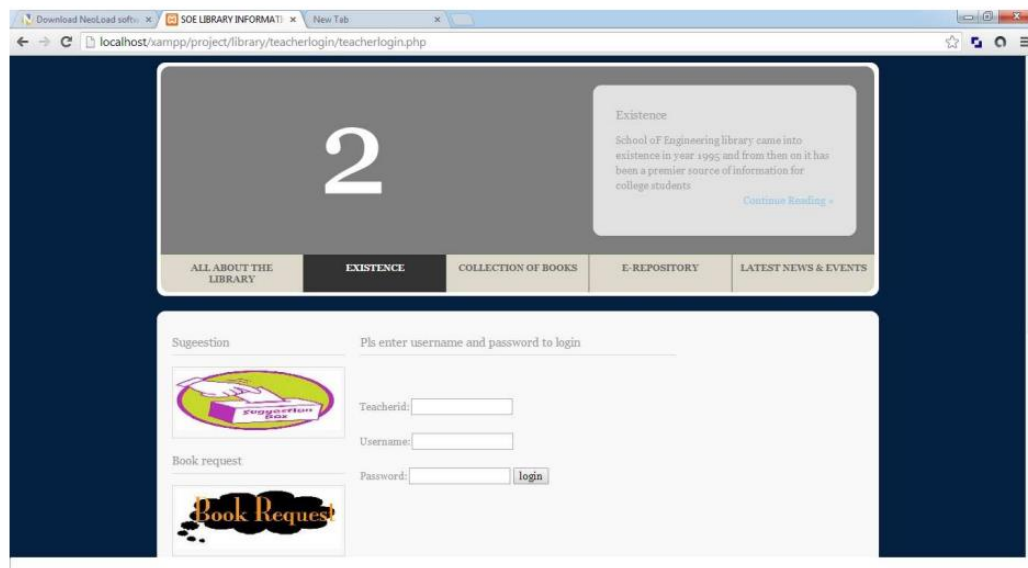 Download NeoLoad softw
SOE LIBRARY INFORMATI
New Tab
localhost/xampp/project/library/teacherlogin/teacherlogin.php
2
Existence
School oF Engineering library came into
existence in year 1995 and from then on it has
been a premier source of information for
college students
Continue Reading »
ALL ABOUT THE
LIBRARY
EXISTENCE
COLLECTION OF BOOKS
E-REPOSITORY
LATEST NEWS & EVENTS
Sugeestion
Pls enter username and password to login
Suggestion
Box
Teacherid:
Username:
Book request
Password:
login
Book Request